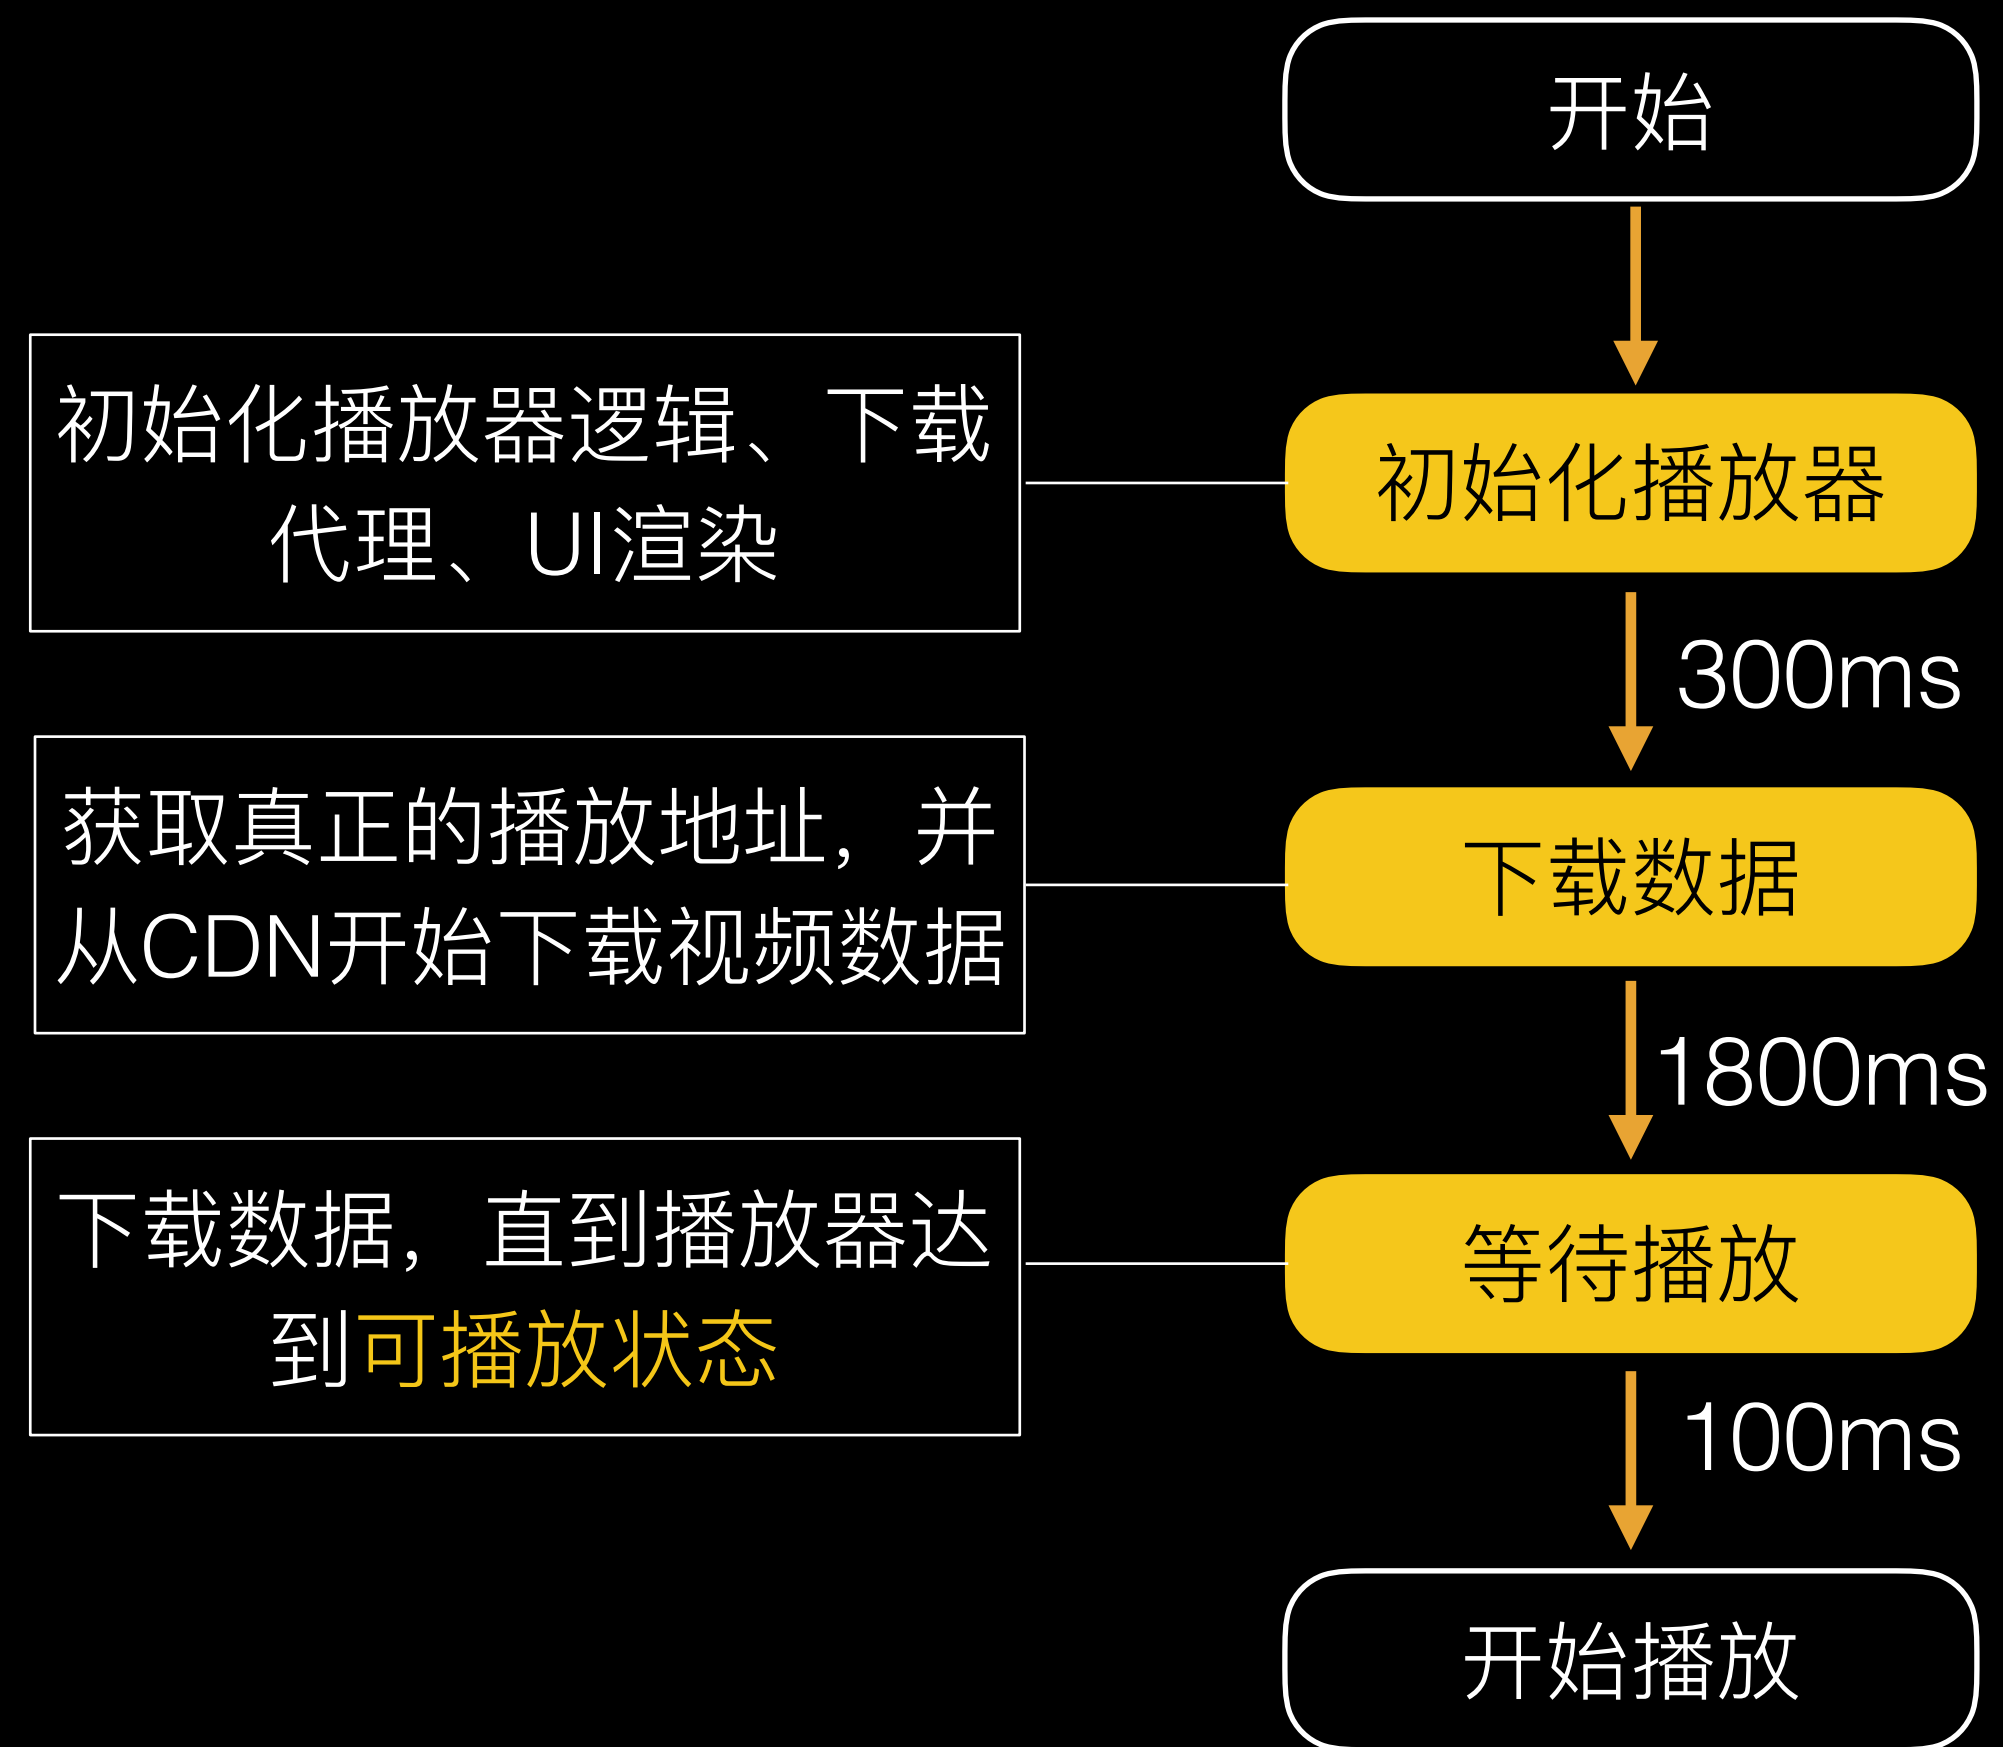 开始
初始化播放器逻辑、下载
代理、UI渲染
初始化播放器
300ms
获取真正的播放地址，并
从CDN开始下载视频数据
下载数据
1800ms
下载数据，直到播放器达
到可播放状态
等待播放
100ms
开始播放